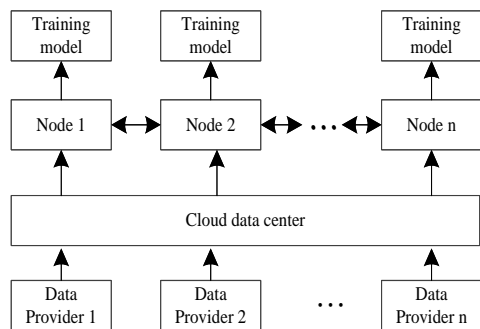 Training
model
Training
model
Training
model
Node 1
Node 2
...
Node n
Cloud data center
Data
Provider 1
Data
Provider 2
...
Data
Provider n